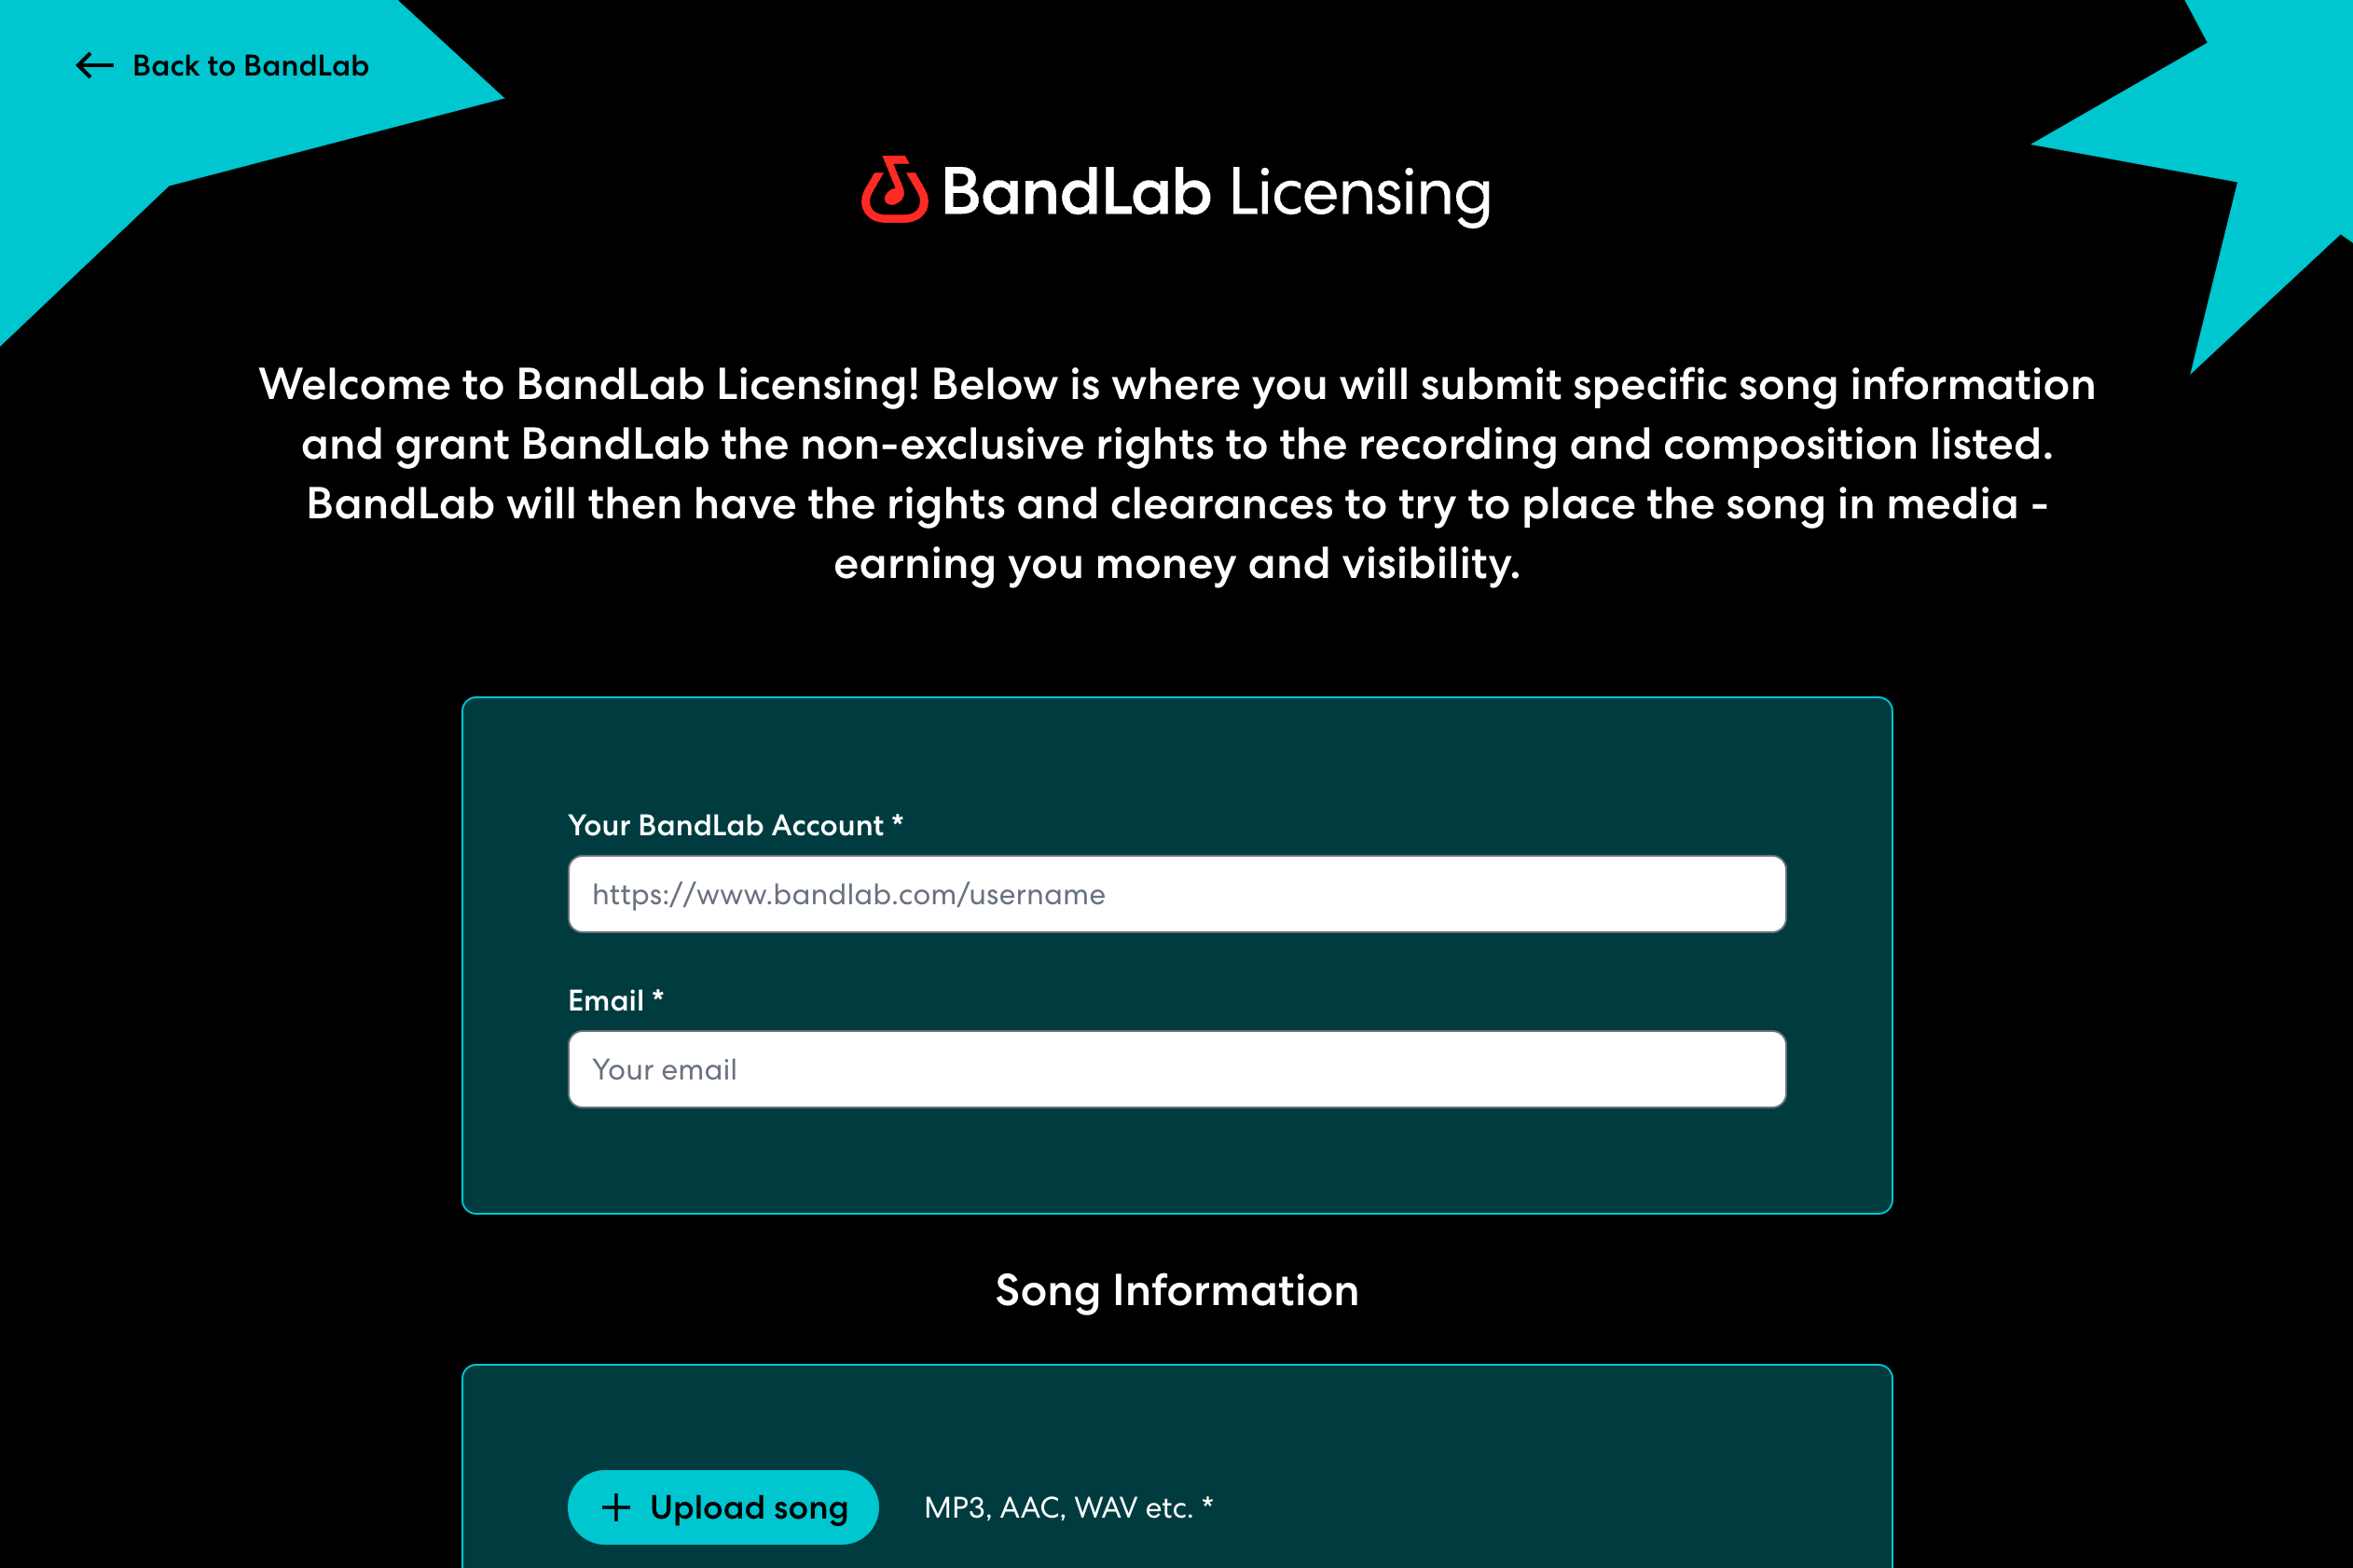 Back to BandLab
BandLab Licensing
Welcome to BandLab Licensing! Below is where you will submit specific song information
and grant BandLab the non-exclusive rights to the recording and composition listed.
BandLab will then have the rights and clearances to try to place the song in media -
earning you money and visibility.
Your BandLab Account *
https://www.bandlab.com/username
Email *
Your email
Song Information
Upload song MP3, AAC, WAV etc. *